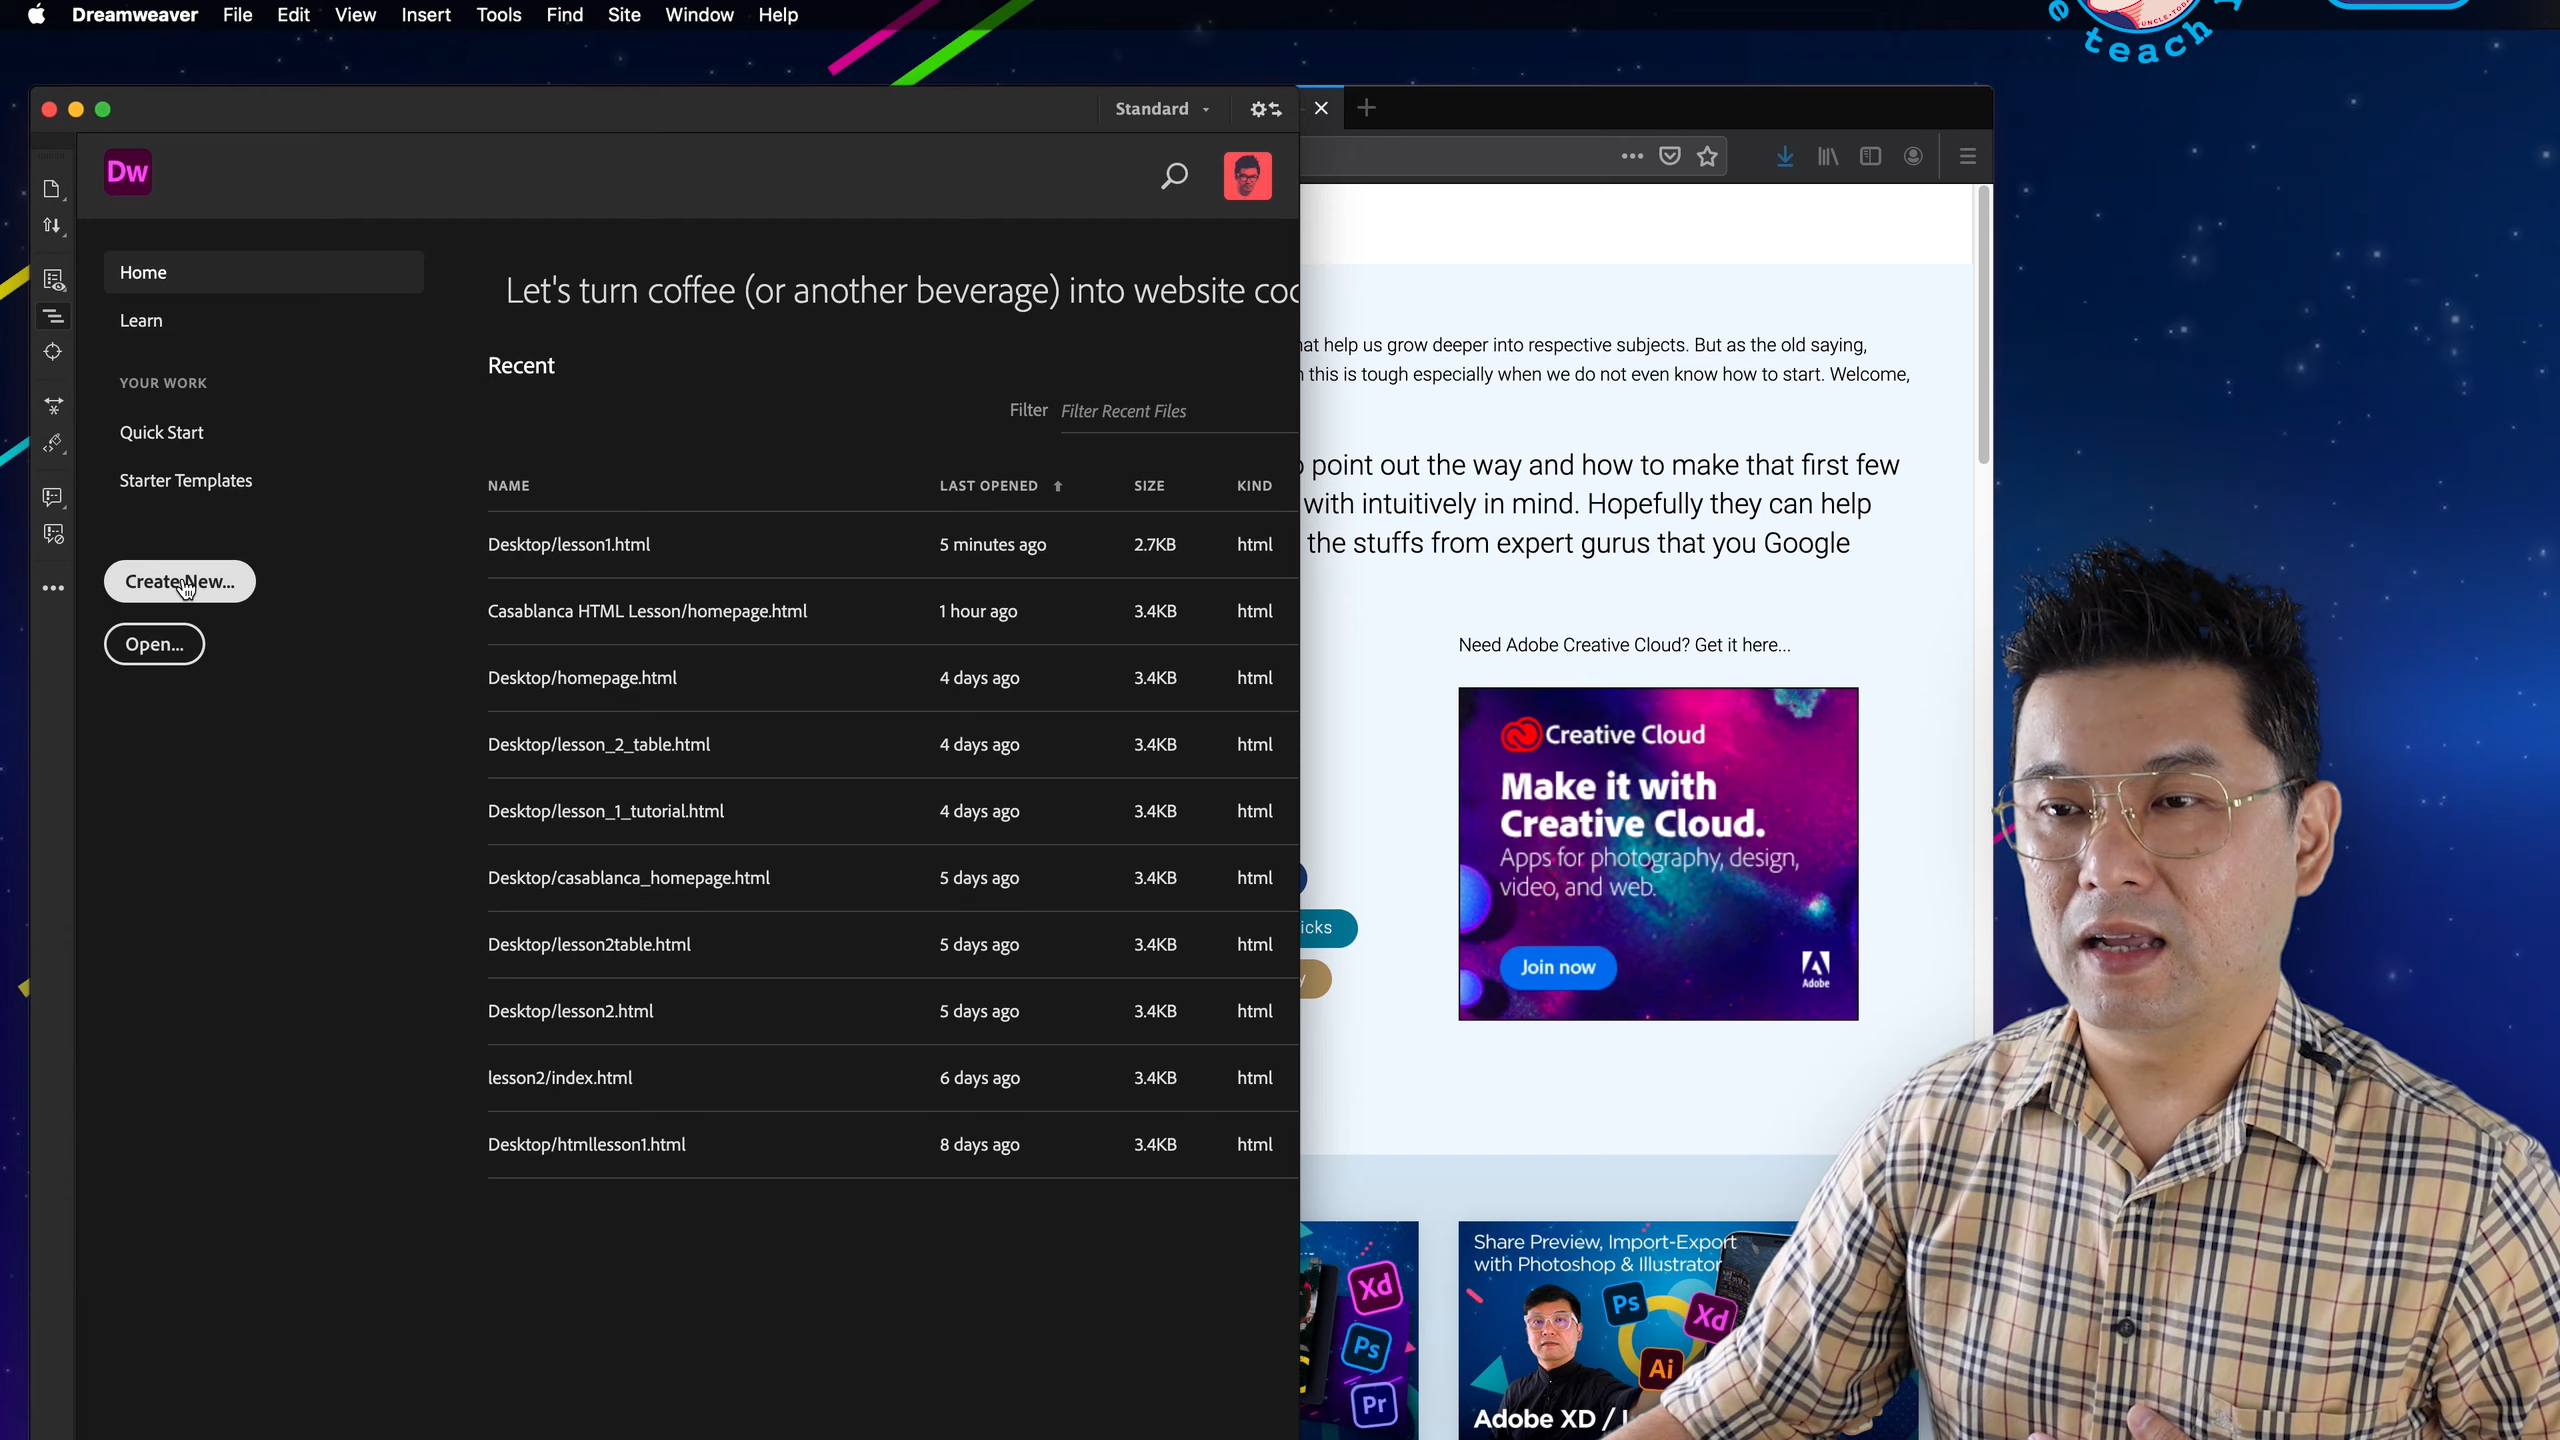 Dreamweaver File Edit View Insert Tools Find Site Window Help
UNCLE•TODA
e teach
Standard
Dw
Home
Learn
YOUR WORK
Quick Start
Starter Templates
Create New...
Open...
Let's turn coffee (or another beverage) into website
Recent
Filter Filter Recent Files
NAME LAST OPENED SIZE KIND
Desktop/lesson1.html 5 minutes ago 2.7KB html
Casablanca HTML Lesson/homepage.html 1 hour ago 3.4KB html
Desktop/homepage.html 4 days ago 3.4KB html
Desktop/lesson_2_table.html 4 days ago 3.4KB html
Desktop/lesson_1_tutorial.html 4 days ago 3.4KB html
Desktop/casablanca_homepage.html 5 days ago 3.4KB html
Desktop/lesson2table.html 5 days ago 3.4KB html
Desktop/lesson2.html 5 days ago 3.4KB html
lesson2/index.html 6 days ago 3.4KB html
Desktop/htmllesson1.html 8 days ago 3.4KB html
at help us grow deeper into respective subjects. But as the old saying,
this is tough especially when we do not even know how to start. Welcome,
point out the way and how to make that first few
with intuitively in mind. Hopefully they can help
the stuffs from expert gurus that you Google
Need Adobe Creative Cloud? Get it here...
Creative Cloud
Make it with
Creative Cloud.
Apps for photography, design,
video, and web.
Join now
Adobe
icks
y
Xd
Ps
Pr
Share Preview, Import-Export
with Photoshop & Illustrator
Ps
Xd
Ai
Adobe XD /